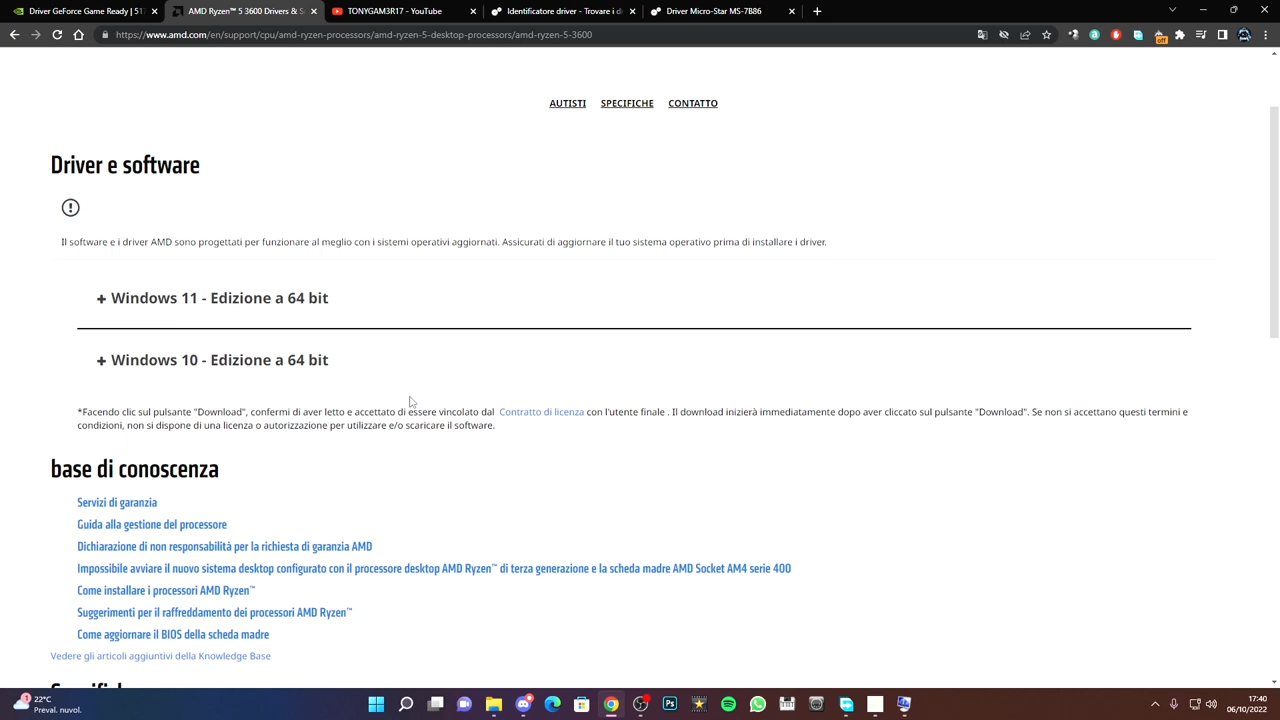 NVIDIA GeForce Game Ready | 517
AMD Ryzen™ 5 3600 Drivers & S
TONYGAM3R17 - YouTube
Identificatore driver - Trovare i d
Driver Micro-Star MS-7B86
https://www.amd.com/en/support/cpu/amd-ryzen-processors/amd-ryzen-5-desktop-processors/amd-ryzen-5-3600
off
AUTISTI SPECIFICHE CONTATTO
Driver e software
Il software e i driver AMD sono progettati per funzionare al meglio con i sistemi operativi aggiornati. Assicurati di aggiornare il tuo sistema operativo prima di installare i driver.
+ Windows 11 - Edizione a 64 bit
+ Windows 10 - Edizione a 64 bit
*Facendo clic sul pulsante "Download", confermi di aver letto e accettato di essere vincolato dal Contratto di licenza con l'utente finale . Il download inizierà immediatamente dopo aver cliccato sul pulsante "Download". Se non si accettano questi termini e
condizioni, non si dispone di una licenza o autorizzazione per utilizzare e/o scaricare il software.
base di conoscenza
Servizi di garanzia
Guida alla gestione del processore
Dichiarazione di non responsabilità per la richiesta di garanzia AMD
Impossibile avviare il nuovo sistema desktop configurato con il processore desktop AMD Ryzen™ di terza generazione e la scheda madre AMD Socket AM4 serie 400
Come installare i processori AMD Ryzen™
Suggerimenti per il raffreddamento dei processori AMD Ryzen™
Come aggiornare il BIOS della scheda madre
Vedere gli articoli aggiuntivi della Knowledge Base
1
22°C
Preval. nuvol.
Ps
17:40
06/10/2022